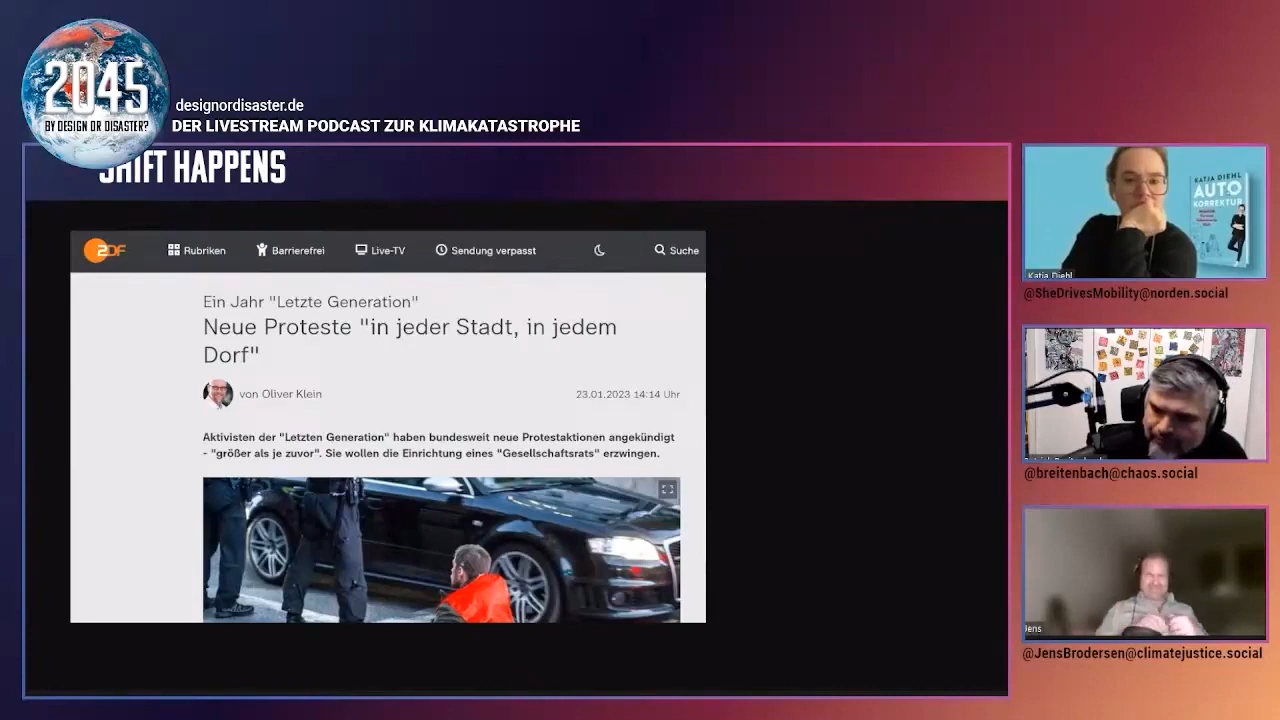 2045
BY DESIGN OR DISASTER?
designordisaster.de
DER LIVESTREAM PODCAST ZUR KLIMAKATASTROPHE
SHIFT HAPPENS
ZDF
Rubriken
Barrierefrei
Live-TV
Sendung verpasst
Suche
Ein Jahr "Letzte Generation"
Neue Proteste "in jeder Stadt, in jedem
Dorf"
von Oliver Klein
23.01.2023 14:14 Uhr
Aktivisten der "Letzten Generation" haben bundesweit neue Protestaktionen angekündigt
- "größer als je zuvor". Sie wollen die Einrichtung eines "Gesellschaftsrats" erzwingen.
KATJA DIEHL
AUTO
KORREKTUR
Katja Diehl
@SheDrivesMobility@norden.social
@breitenbach@chaos.social
Jens
@JensBrodersen@climatejustice.social